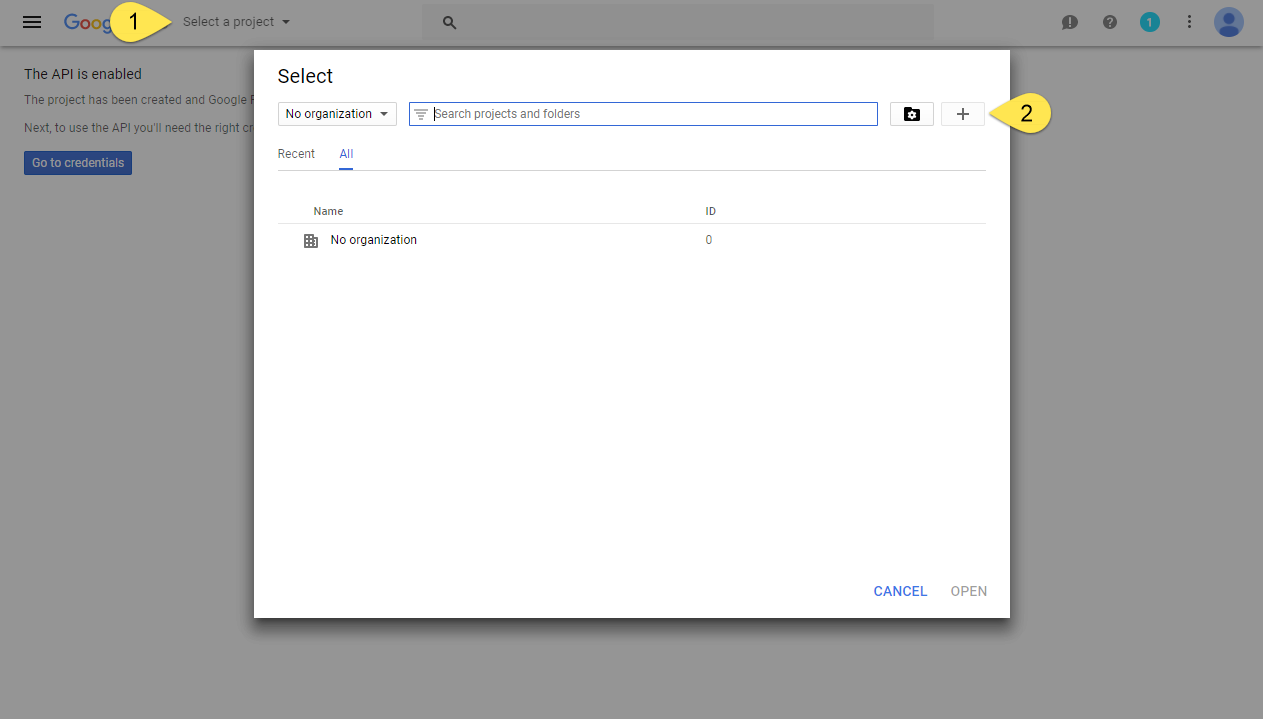 Goog 1 Select a project
1
Select
The API is enabled
The project has been created and Google
No organization Search projects and folders 2
Next, to use the API you'll need the right cr
Go to credentials
Recent All
Name ID
No organization 0
CANCEL OPEN